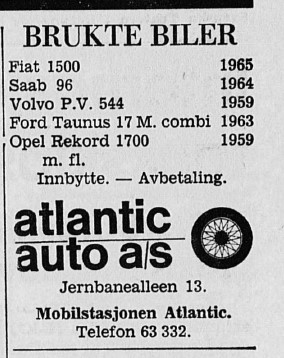 BRUKTE BILER
Fiat 1500 1965
Saab 96 1964
Volvo P.V. 544 1959
Ford Taunus 17 M. combi 1963
Opel Rekord 1700 1959
m. fl.
Innbytte. — Avbetaling.
atlantic
auto a/s
Jernbanealleen 13.
Mobilstasjonen Atlantic.
Telefon 63 332.